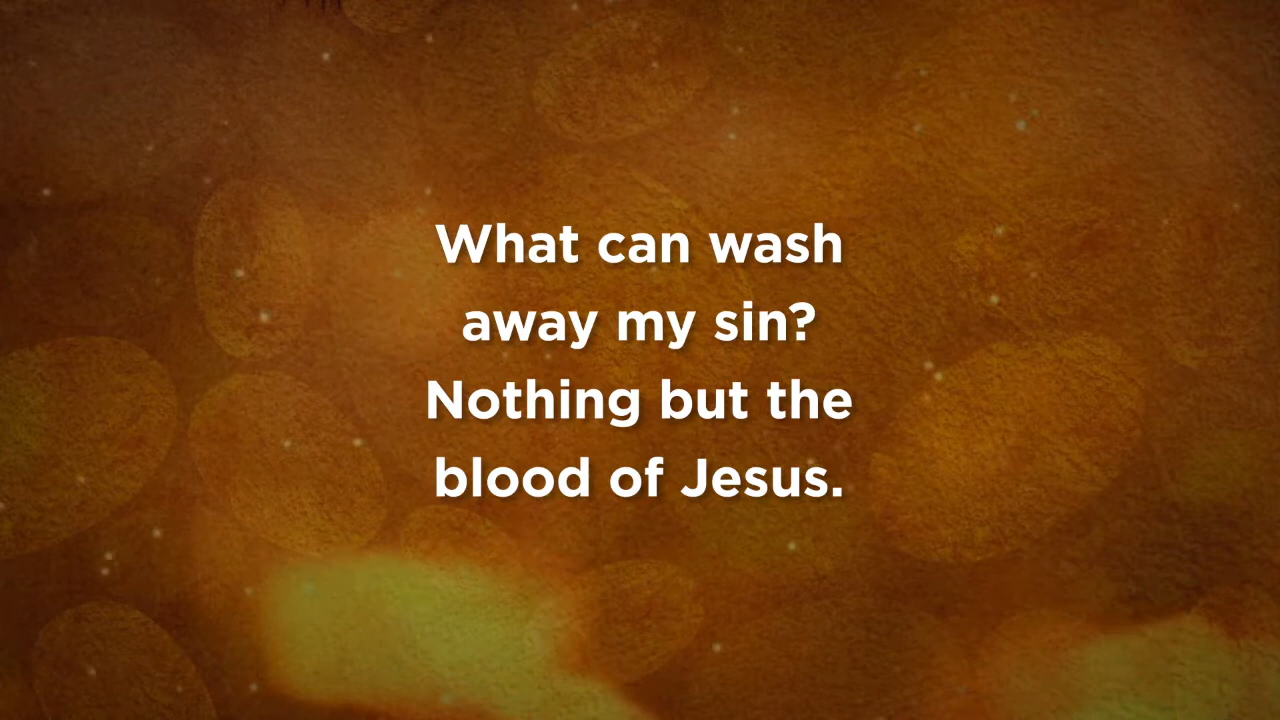 What can wash
away my sin?
Nothing but the
blood of Jesus.